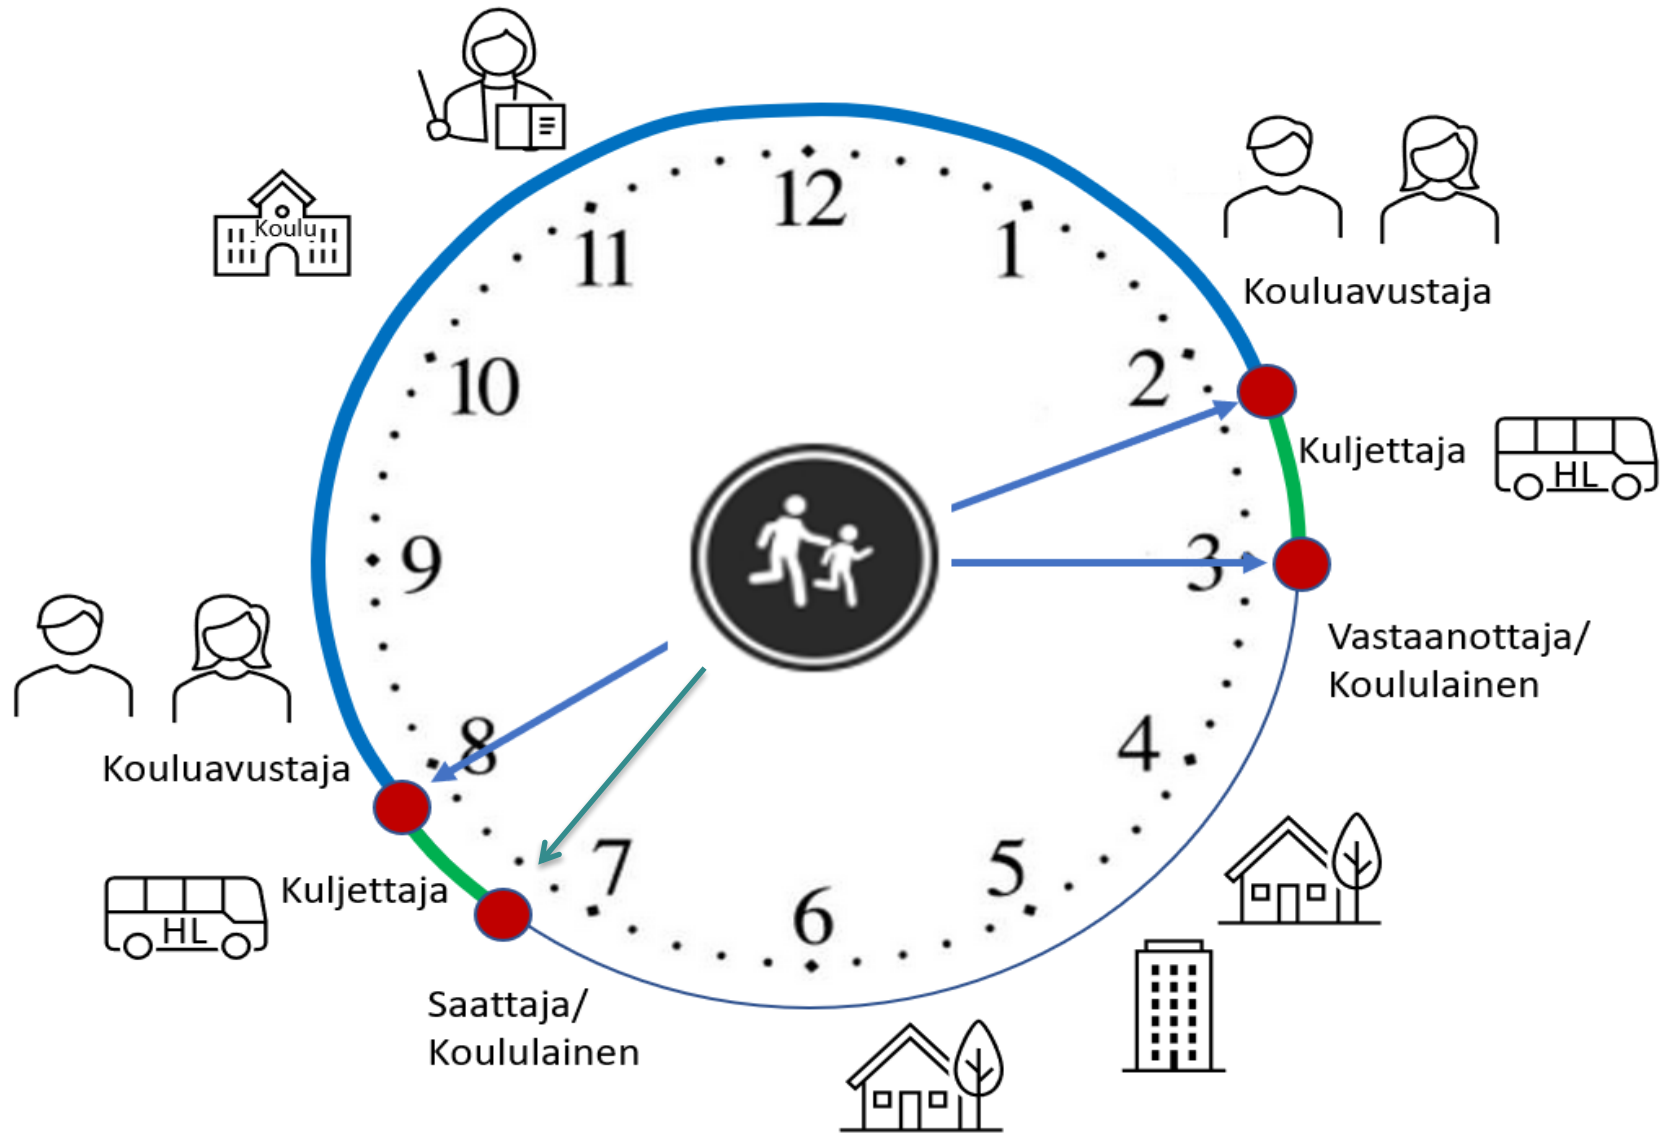 Koulu
12
11
1
10
2
9
3
8
4
7
5
6
Kouluavustaja
Kuljettaja
HL
Vastaanottaja/
Koululainen
Kouluavustaja
Kuljettaja
HL
Saattaja/
Koululainen